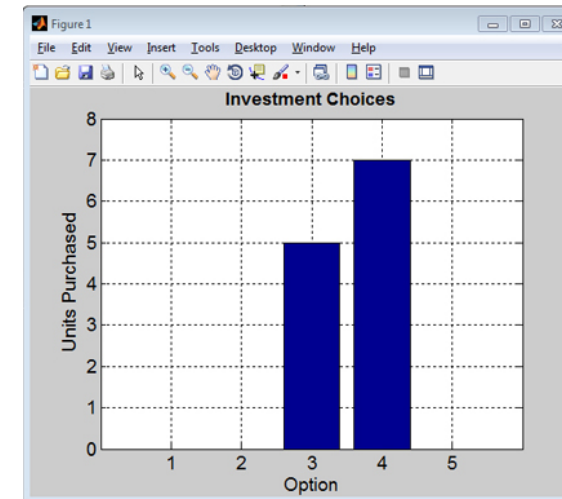 Figure 1
File Edit View Insert Tools Desktop Window Help
Investment Choices
8
7
6
5
4
3
2
1
0
Units Purchased
1 2 3 4 5
Option